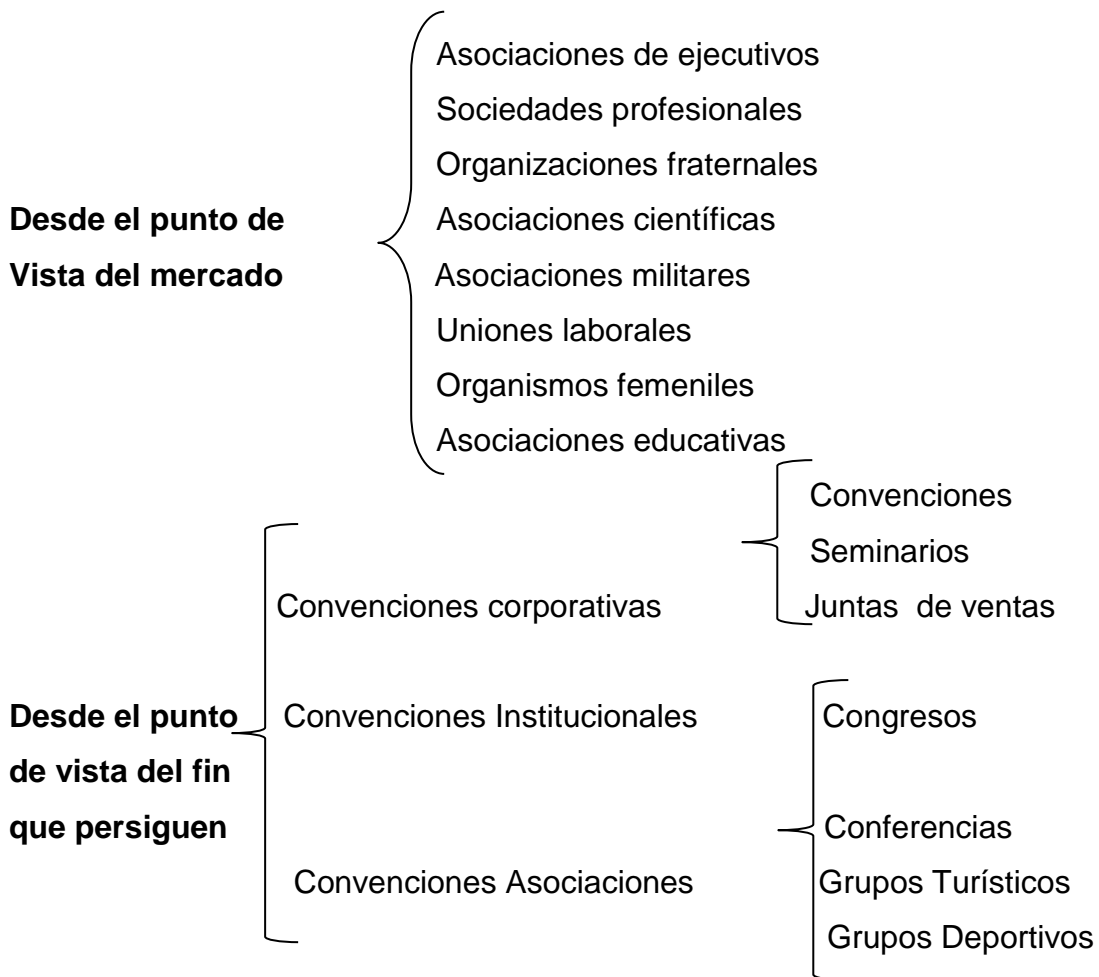 Asociaciones de ejecutivos
Sociedades profesionales
Organizaciones fraternales
Desde el punto de
Vista del mercado
Asociaciones científicas
Asociaciones militares
Uniones laborales
Organismos femeniles
Asociaciones educativas
Desde el punto
de vista del fin
que persiguen
Convenciones corporativas
Convenciones
Seminarios
Juntas de ventas
Convenciones Institucionales
Convenciones Asociaciones
Congresos
Conferencias
Grupos Turísticos
Grupos Deportivos